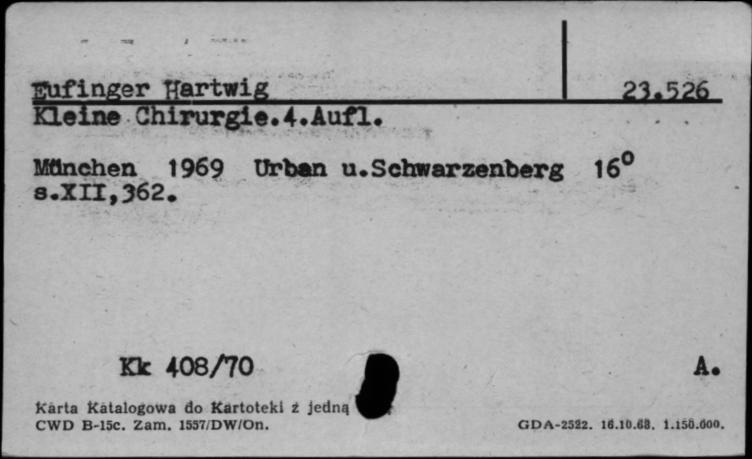 Eufinger Hartwig 23.526
Kleine Chirurgie.4.Aufl.
München 1969 Urban u.Schwarzenberg 16⁰
s.XII,362.
Kk 408/70 A.
Karta Katalogowa do Kartoteki z jedną
CWD B-15c. Zam. 1557/DW/On. GDA-2522. 16.10.68. 1.150.000.